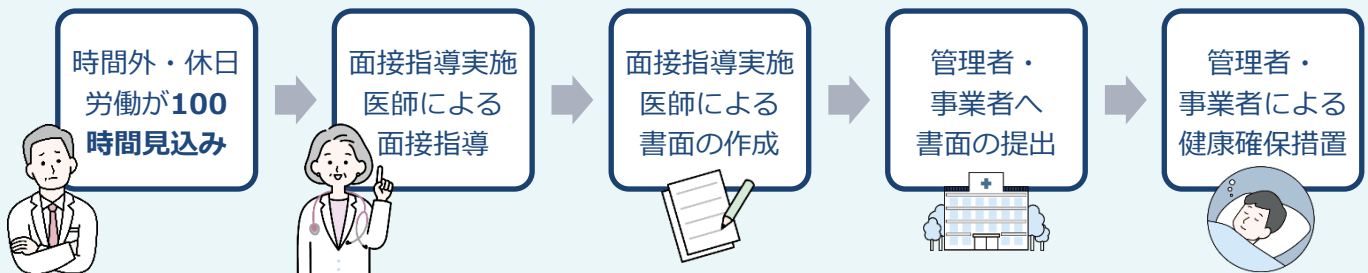 時間外・休日
労働が100
時間見込み
面接指導実施
医師による
面接指導
面接指導実施
医師による
書面の作成
管理者・
事業者へ
書面の提出
管理者・
事業者による
健康確保措置